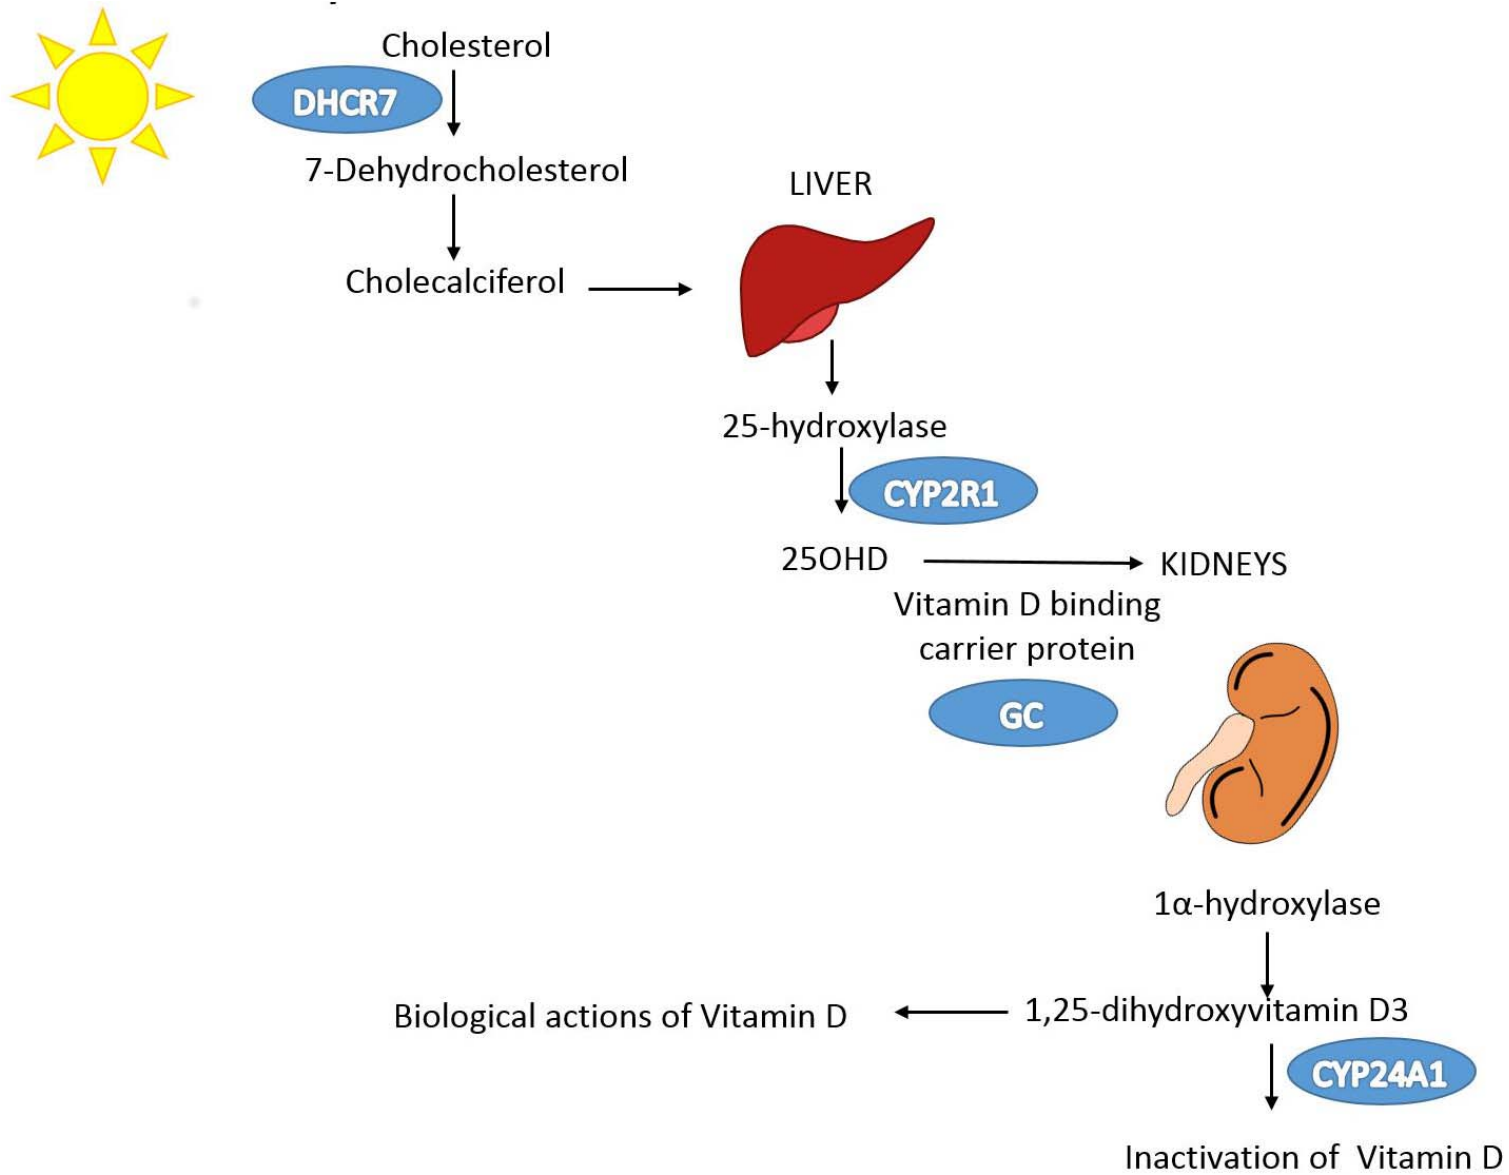 Cholesterol
DHCR7
7-Dehydrocholesterol
LIVER
Cholecalciferol
25-hydroxylase
CYP2R1
25OHD
KIDNEYS
Vitamin D binding
carrier protein
GC
1α-hydroxylase
Biological actions of Vitamin D
1,25-dihydroxyvitamin D3
CYP24A1
Inactivation of Vitamin D